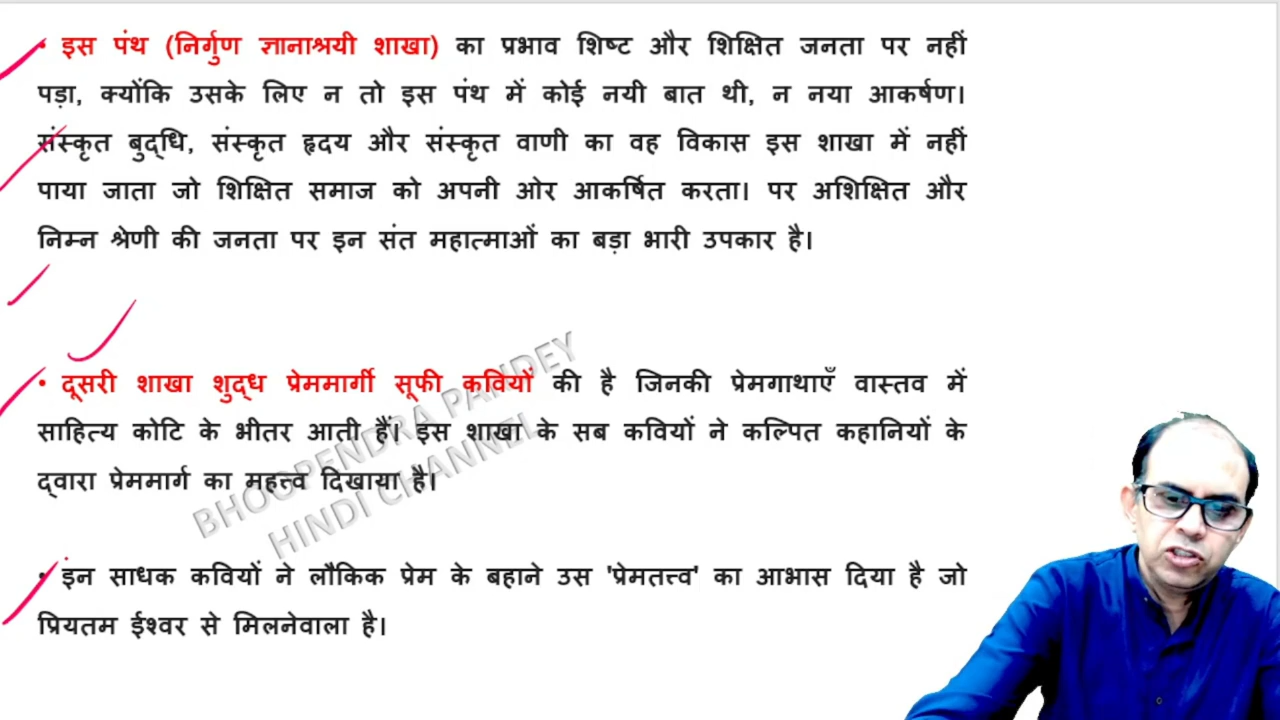 • इस पंथ (निर्गुण ज्ञानाश्रयी शाखा) का प्रभाव शिष्ट और शिक्षित जनता पर नहीं
पड़ा, क्योंकि उसके लिए न तो इस पंथ में कोई नयी बात थी, न नया आकर्षण।
संस्कृत बुद्धि, संस्कृत हृदय और संस्कृत वाणी का वह विकास इस शाखा में नहीं
पाया जाता जो शिक्षित समाज को अपनी ओर आकर्षित करता। पर अशिक्षित और
निम्न श्रेणी की जनता पर इन संत महात्माओं का बड़ा भारी उपकार है।
• दूसरी शाखा शुद्ध प्रेममार्गी सूफी कवियों की है जिनकी प्रेमगाथाएँ वास्तव में
साहित्य कोटि के भीतर आती हैं। इस शाखा के सब कवियों ने कल्पित कहानियों के
द्वारा प्रेममार्ग का महत्त्व दिखाया है।
BHOOPENDRA PANDEY
HINDI CHANNEL
• इन साधक कवियों ने लौकिक प्रेम के बहाने उस 'प्रेमतत्त्व' का आभास दिया है जो
प्रियतम ईश्वर से मिलनेवाला है।